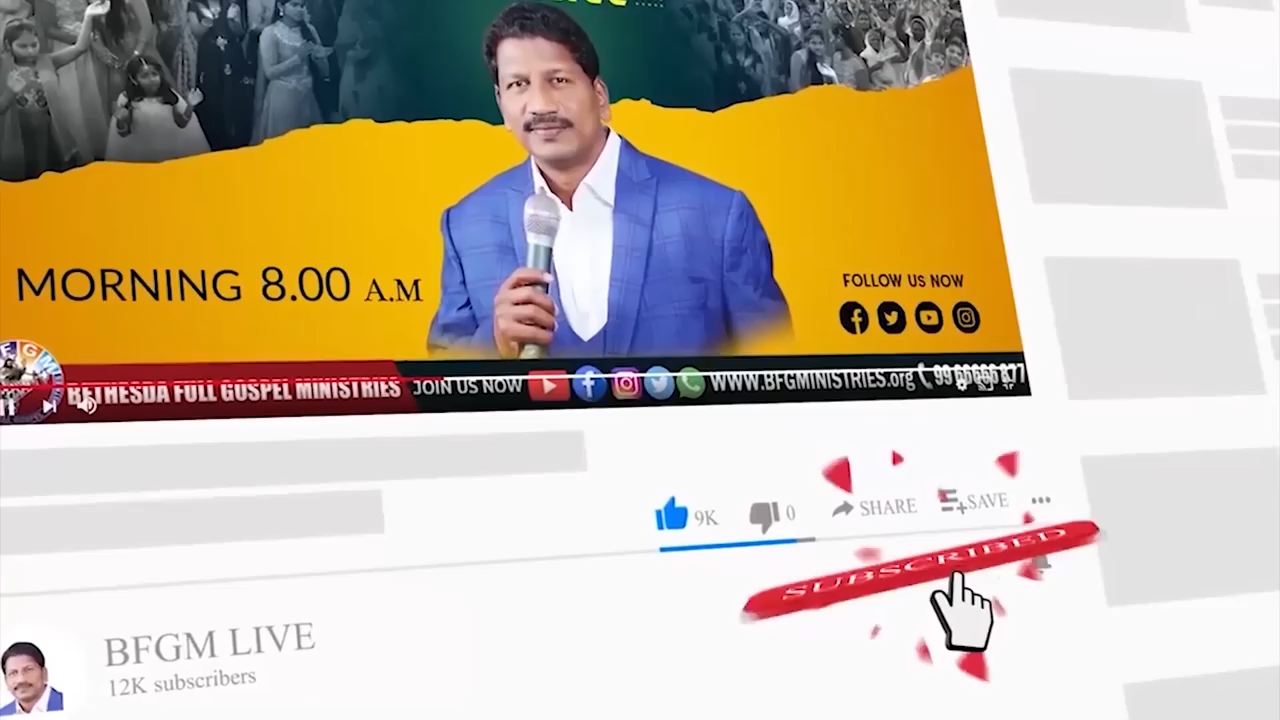 MORNING 8.00 A.M
FOLLOW US NOW
BETHESDA FULL GOSPEL MINISTRIES JOIN US NOW WWW.BFGMINISTRIES.org
9K 0 SHARE SAVE
SUBSCRIBED
BFGM LIVE
12K subscribers